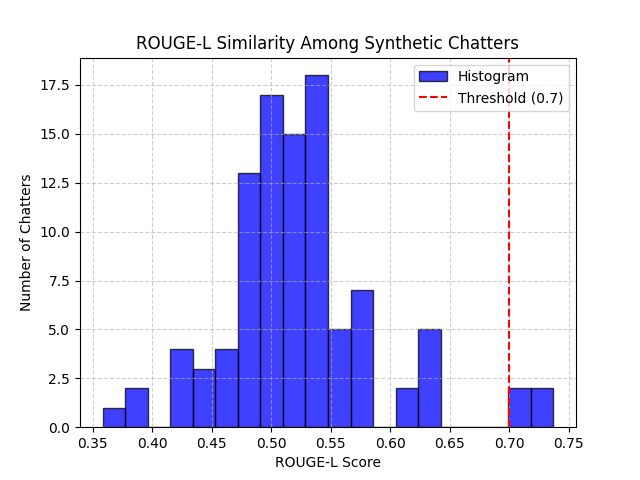 ROUGE-L Similarity Among Synthetic Chatters
Histogram
Threshold (0.7)
Number of Chatters
17.5
15.0
12.5
10.0
7.5
5.0
2.5
0.0
0.35 0.40 0.45 0.50 0.55 0.60 0.65 0.70 0.75
ROUGE-L Score